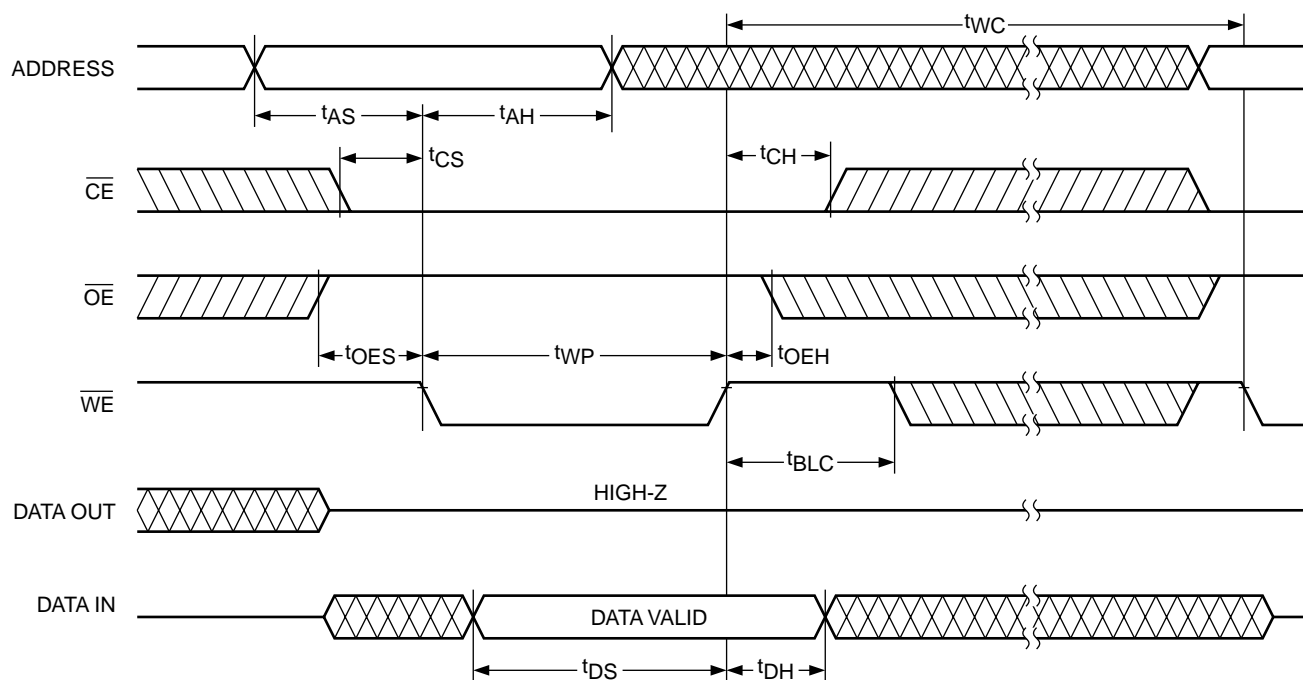 tWC
ADDRESS
tAS
tAH
tCS
tCH
CE
OE
tOES
tWP
tOEH
WE
tBLC
HIGH-Z
DATA OUT
DATA IN
DATA VALID
tDS
tDH